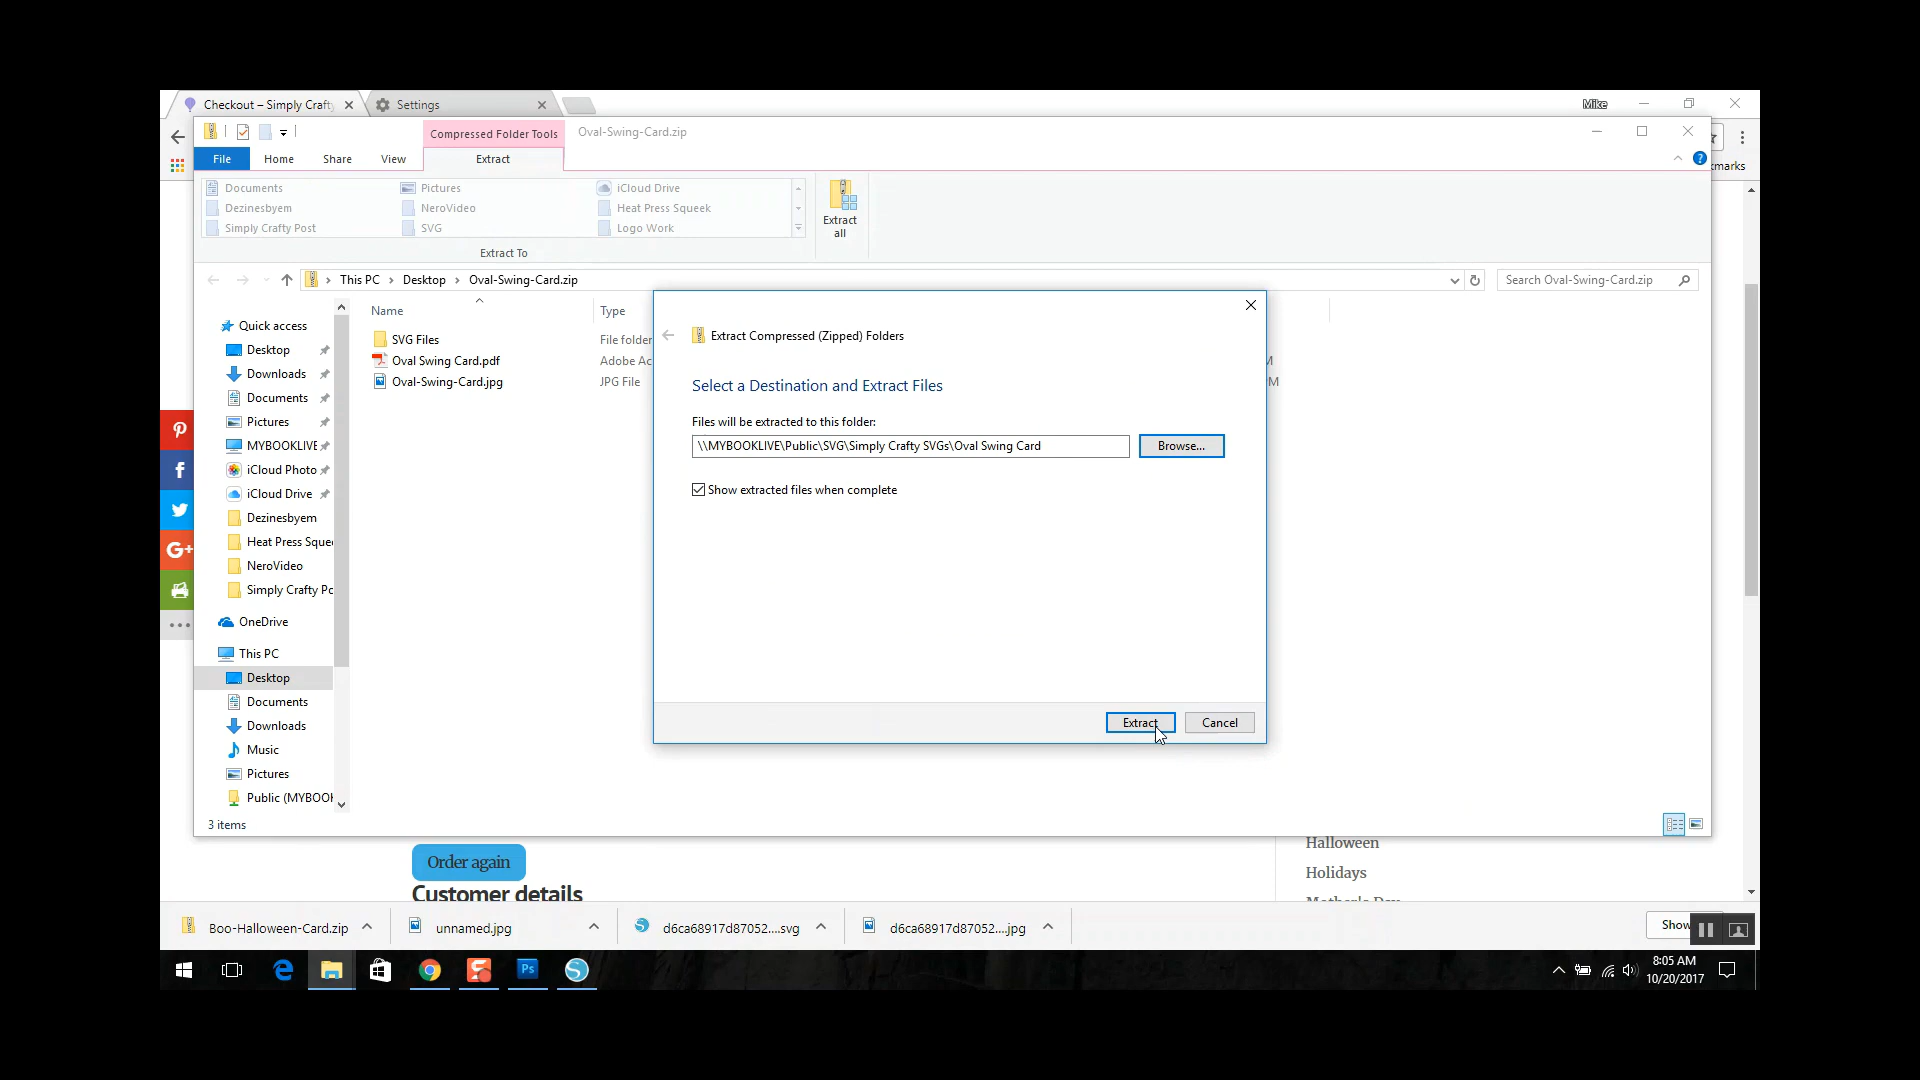 Checkout – Simply Craft
Settings
Mike
Compressed Folder Tools
Oval-Swing-Card.zip
File
Home
Share
View
Extract
Documents
Pictures
iCloud Drive
Dezinesbyem
NeroVideo
Heat Press Squeek
Simply Crafty Post
SVG
Logo Work
Extract To
Extract all
This PC
Desktop
Oval-Swing-Card.zip
Search Oval-Swing-Card.zip
Name
Type
SVG Files
File folder
Oval Swing Card.pdf
Adobe Ac
Oval-Swing-Card.jpg
JPG File
Quick access
Desktop
Downloads
Documents
Pictures
MYBOOKLIVE
iCloud Photo
iCloud Drive
Dezinesbyem
Heat Press Squee
NeroVideo
Simply Crafty Po
OneDrive
This PC
Desktop
Documents
Downloads
Music
Pictures
Public (MYBOOK
3 items
Extract Compressed (Zipped) Folders
Select a Destination and Extract Files
Files will be extracted to this folder:
\\MYBOOKLIVE\Public\SVG\Simply Crafty SVGs\Oval Swing Card
Browse...
Show extracted files when complete
Extract
Cancel
Order again
Customer details
Halloween
Holidays
Mother's Day
Boo-Halloween-Card.zip
unnamed.jpg
d6ca68917d87052....svg
d6ca68917d87052....jpg
Show
8:05 AM
10/20/2017